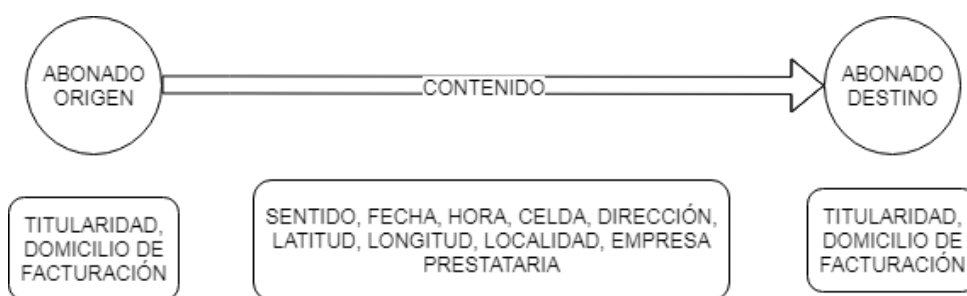 ABONADO
ORIGEN
CONTENIDO
ABONADO
DESTINO
TITULARIDAD,
DOMICILIO DE
FACTURACIÓN
SENTIDO, FECHA, HORA, CELDA, DIRECCIÓN,
LATITUD, LONGITUD, LOCALIDAD, EMPRESA
PRESTATARIA
TITULARIDAD,
DOMICILIO DE
FACTURACIÓN